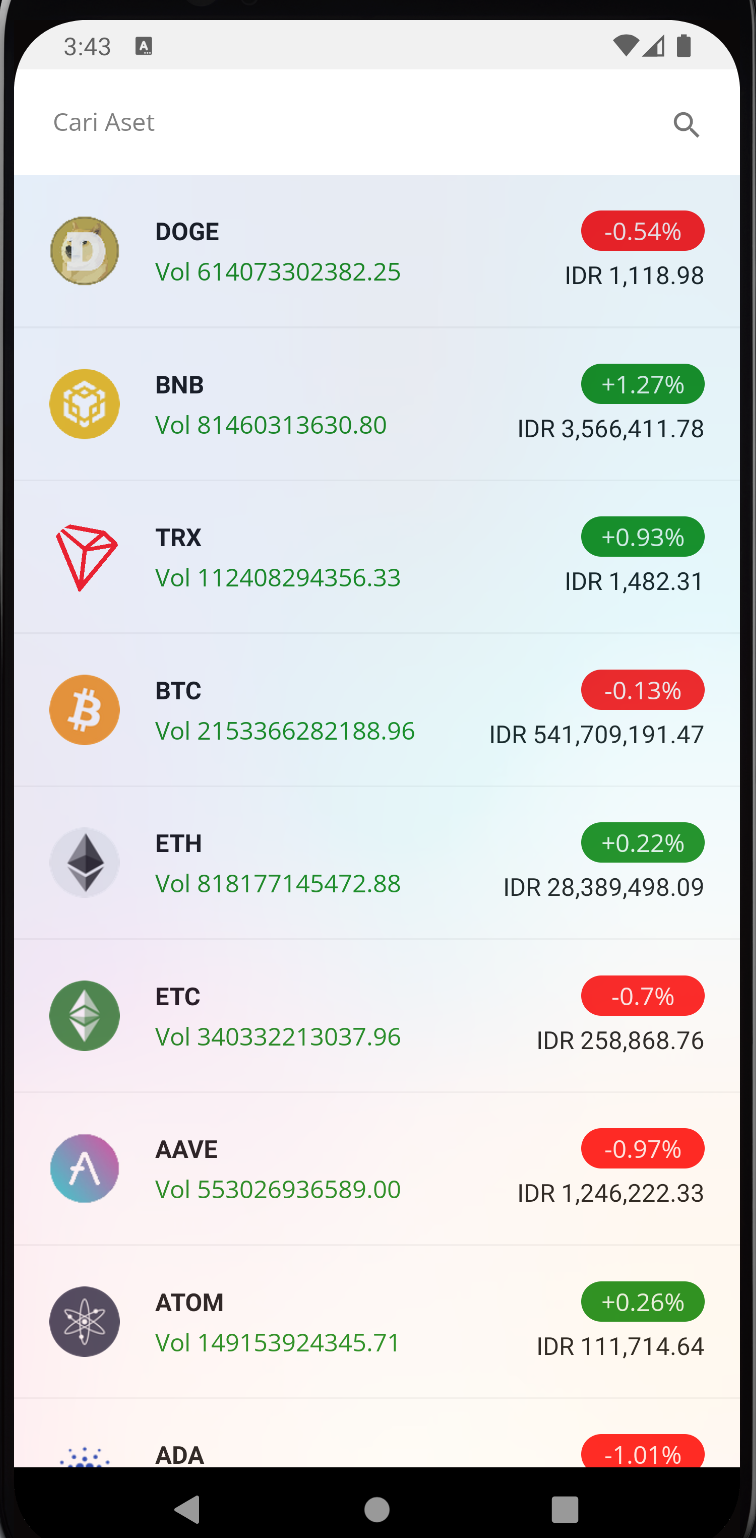 3:43
Cari Aset
DOGE
-0.54%
Vol 614073302382.25
IDR 1,118.98
BNB
+1.27%
Vol 81460313630.80
IDR 3,566,411.78
TRX
+0.93%
Vol 112408294356.33
IDR 1,482.31
BTC
-0.13%
Vol 2153366282188.96
IDR 541,709,191.47
ETH
+0.22%
Vol 818177145472.88
IDR 28,389,498.09
ETC
-0.7%
Vol 340332213037.96
IDR 258,868.76
AAVE
-0.97%
Vol 553026936589.00
IDR 1,246,222.33
ATOM
+0.26%
Vol 149153924345.71
IDR 111,714.64
ADA
-1.01%